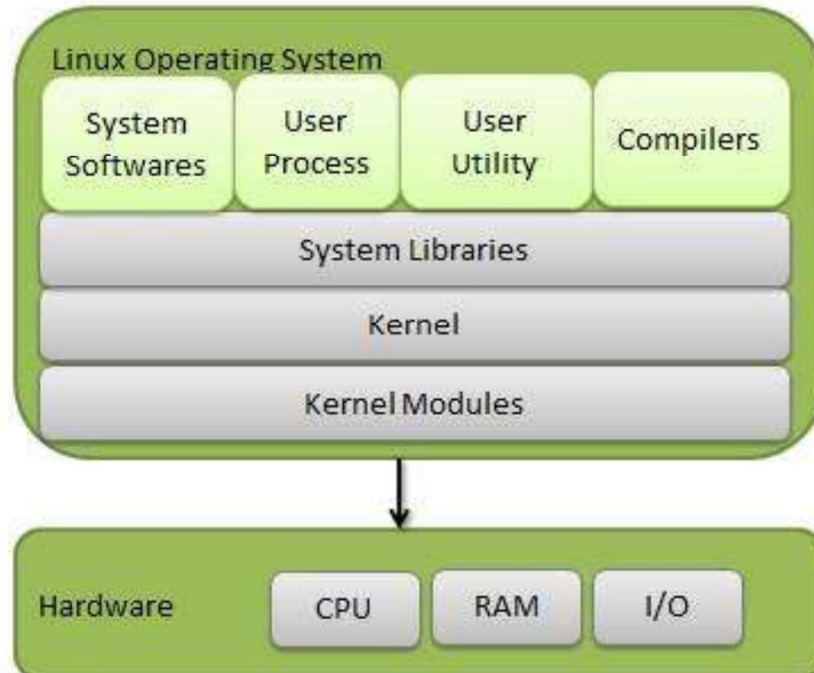 Linux Operating System
System
Softwares
User
Process
User
Utility
Compilers
System Libraries
Kernel
Kernel Modules
Hardware
CPU
RAM
I/O